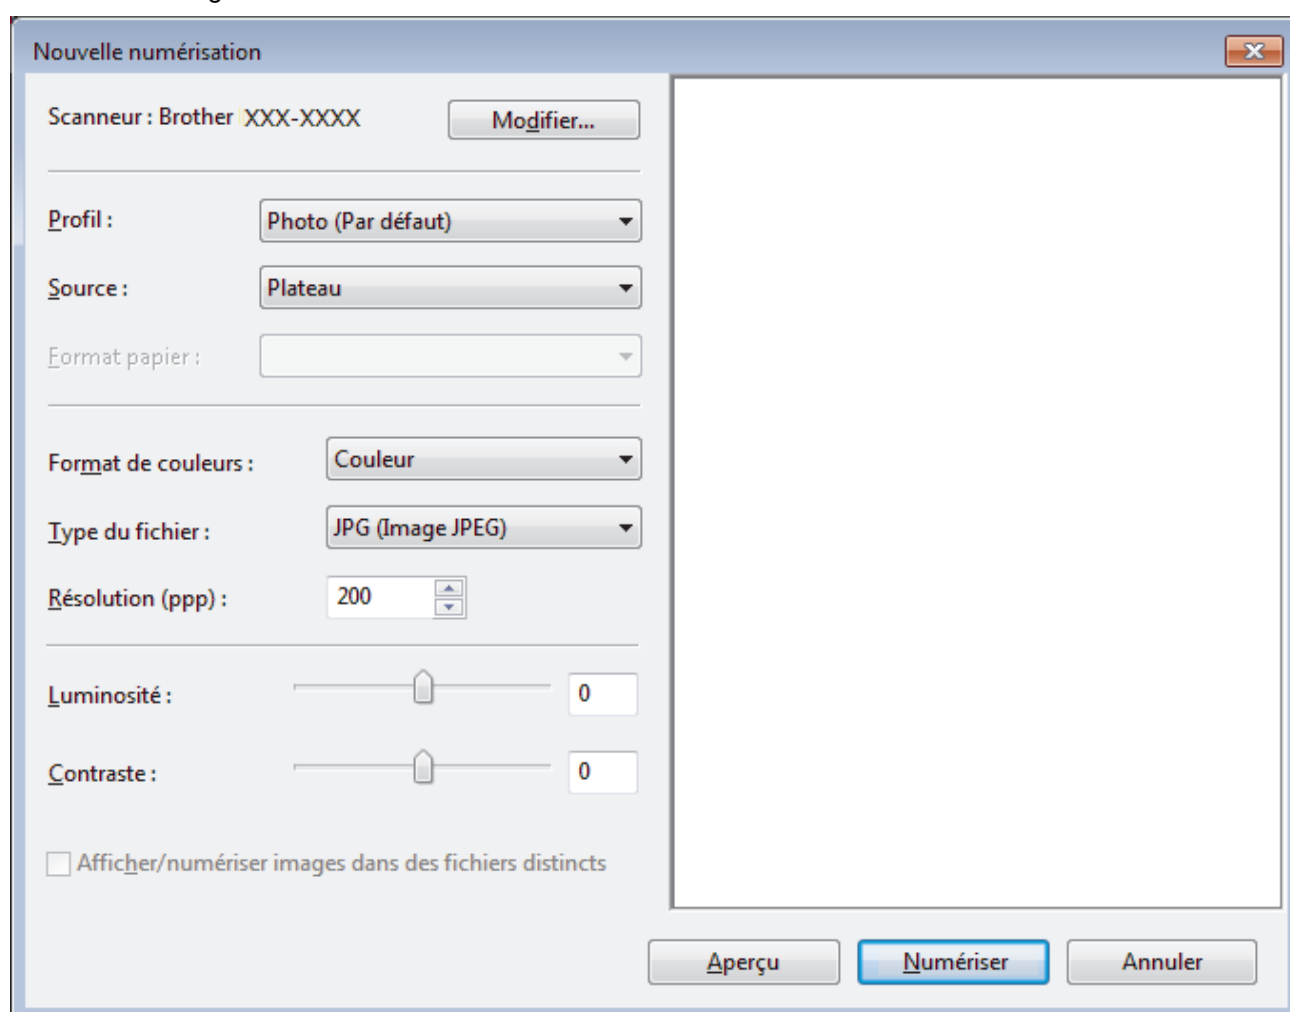 Nouvelle numérisation
Scanneur : Brother XXX-XXXX Modifier...
Profil : Photo (Par défaut)
Source : Plateau
Format papier :
Format de couleurs : Couleur
Type du fichier : JPG (Image JPEG)
Résolution (ppp) : 200
Luminosité : 0
Contraste : 0
Afficher/numériser images dans des fichiers distincts
Aperçu Numériser Annuler